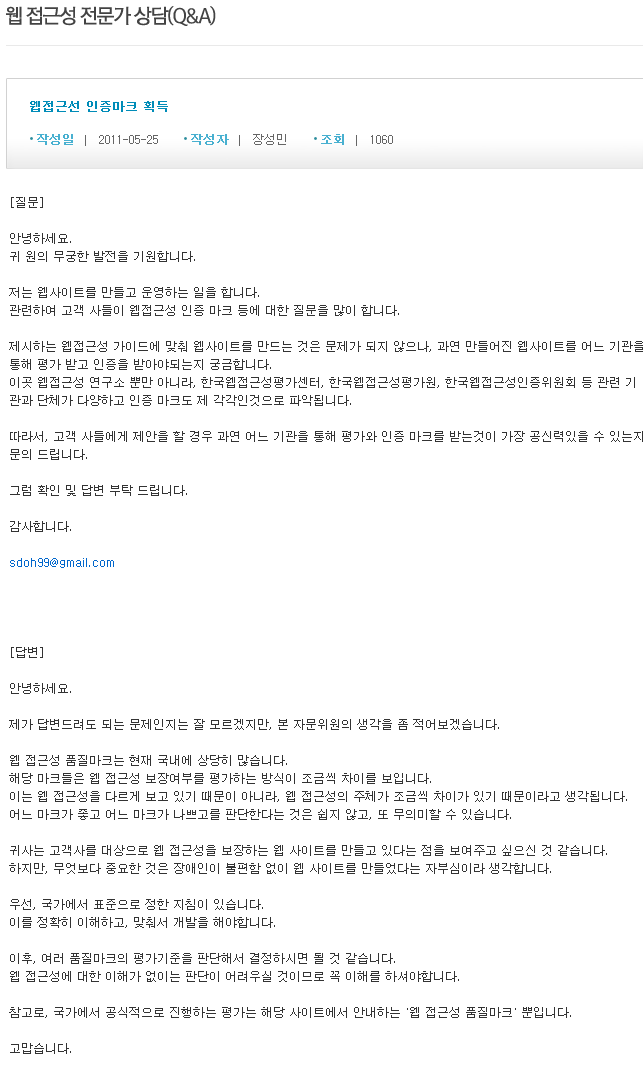 웹 접근성 전문가 상담(Q&A)
웹접근선 인증마크 획득
• 작성일 | 2011-05-25 • 작성자 | 장성민 • 조회 | 1060
[질문]
안녕하세요.
귀 원의 무궁한 발전을 기원합니다.
저는 웹사이트를 만들고 운영하는 일을 합니다.
관련하여 고객 사들이 웹접근성 인증 마크 등에 대한 질문을 많이 합니다.
제시하는 웹접근성 가이드에 맞춰 웹사이트를 만드는 것은 문제가 되지 않으나, 과연 만들어진 웹사이트를 어느 기관을
통해 평가 받고 인증을 받아야되는지 궁금합니다.
이곳 웹접근성 연구소 뿐만 아니라, 한국웹접근성평가센터, 한국웹접근성평가원, 한국웹접근성인증위원회 등 관련 기
관과 단체가 다양하고 인증 마크도 제 각각인것으로 파악됩니다.
따라서, 고객 사들에게 제안을 할 경우 과연 어느 기관을 통해 평가와 인증 마크를 받는것이 가장 공신력있을 수 있는지
문의 드립니다.
그럼 확인 및 답변 부탁 드립니다.
감사합니다.
sdoh99@gmail.com
[답변]
안녕하세요.
제가 답변드려도 되는 문제인지는 잘 모르겠지만, 본 자문위원의 생각을 좀 적어보겠습니다.
웹 접근성 품질마크는 현재 국내에 상당히 많습니다.
해당 마크들은 웹 접근성 보장여부를 평가하는 방식이 조금씩 차이를 보입니다.
이는 웹 접근성을 다르게 보고 있기 때문이 아니라, 웹 접근성의 주체가 조금씩 차이가 있기 때문이라고 생각됩니다.
어느 마크가 좋고 어느 마크가 나쁘고를 판단한다는 것은 쉽지 않고, 또 무의미할 수 있습니다.
귀사는 고객사를 대상으로 웹 접근성을 보장하는 웹 사이트를 만들고 있다는 점을 보여주고 싶으신 것 같습니다.
하지만, 무엇보다 중요한 것은 장애인이 불편함 없이 웹 사이트를 만들었다는 자부심이라 생각합니다.
우선, 국가에서 표준으로 정한 지침이 있습니다.
이를 정확히 이해하고, 맞춰서 개발을 해야합니다.
이후, 여러 품질마크의 평가기준을 판단해서 결정하시면 될 것 같습니다.
웹 접근성에 대한 이해가 없이는 판단이 어려우실 것이므로 꼭 이해를 하셔야합니다.
참고로, 국가에서 공식적으로 진행하는 평가는 해당 사이트에서 안내하는 '웹 접근성 품질마크' 뿐입니다.
고맙습니다.